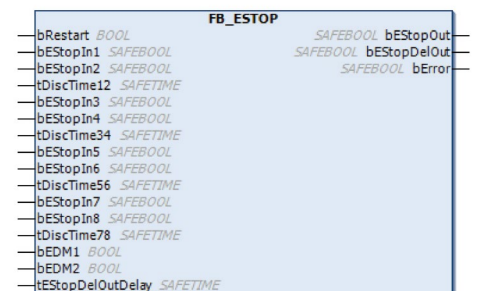 FB_ESTOP
bRestart BOOL SAFEBOOL bEStopOut
bEStopIn1 SAFEBOOL SAFEBOOL bEStopDelOut
bEStopIn2 SAFEBOOL SAFEBOOL bError
tDiscTime12 SAFETIME
bEStopIn3 SAFEBOOL
bEStopIn4 SAFEBOOL
tDiscTime34 SAFETIME
bEStopIn5 SAFEBOOL
bEStopIn6 SAFEBOOL
tDiscTime56 SAFETIME
bEStopIn7 SAFEBOOL
bEStopIn8 SAFEBOOL
tDiscTime78 SAFETIME
bEDM1 BOOL
bEDM2 BOOL
tEStopDelOutDelay SAFETIME